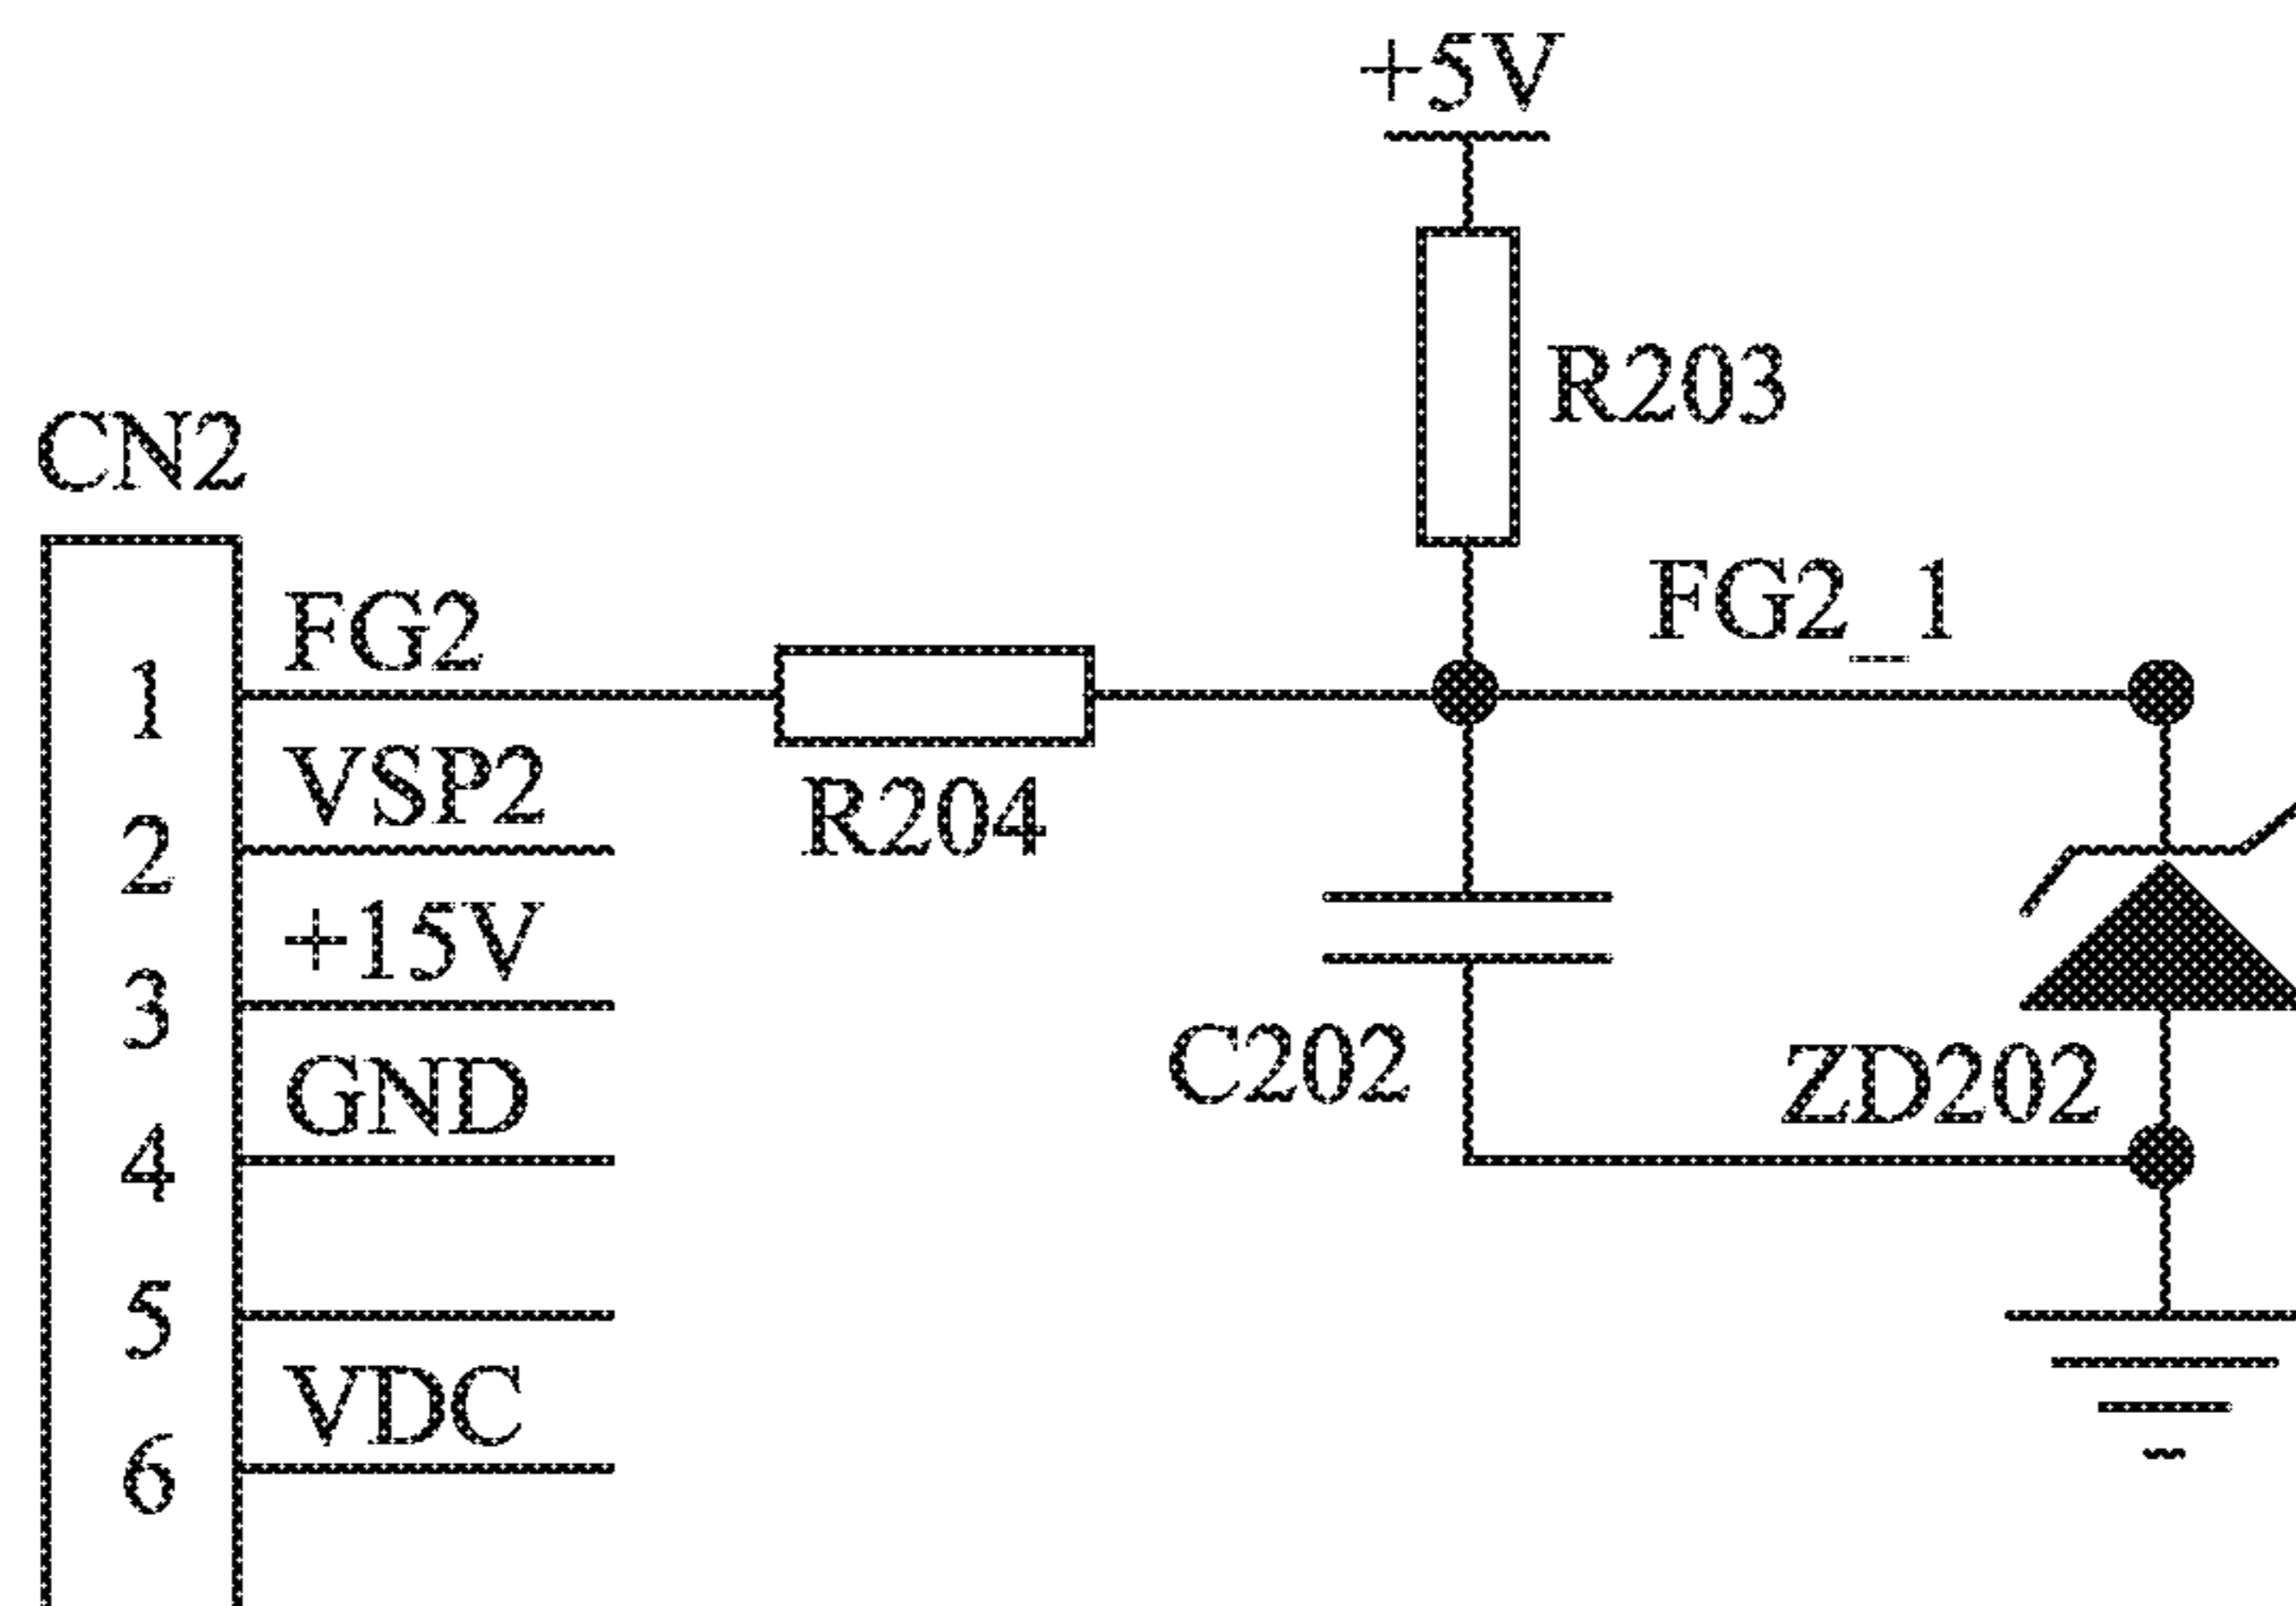 +5V
R203
CN2
FG2_1
FG2
1
VSP2
R204
2
+15V
3
C202
ZD202
GND
4
5
VDC
6